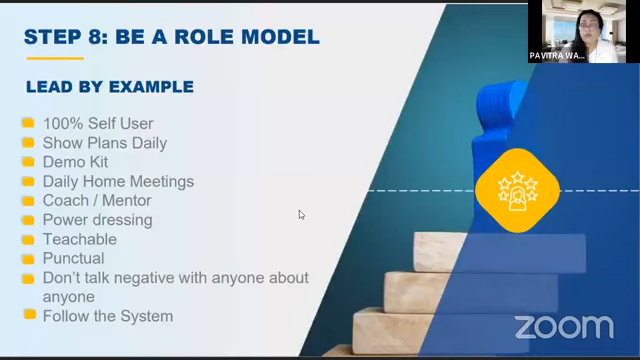 STEP 8: BE A ROLE MODEL
PAVITRA WA...
LEAD BY EXAMPLE
100% Self User
Show Plans Daily
Demo Kit
Daily Home Meetings
Coach / Mentor
Power dressing
Teachable
Punctual
Don't talk negative with anyone about
anyone
Follow the System
zoom